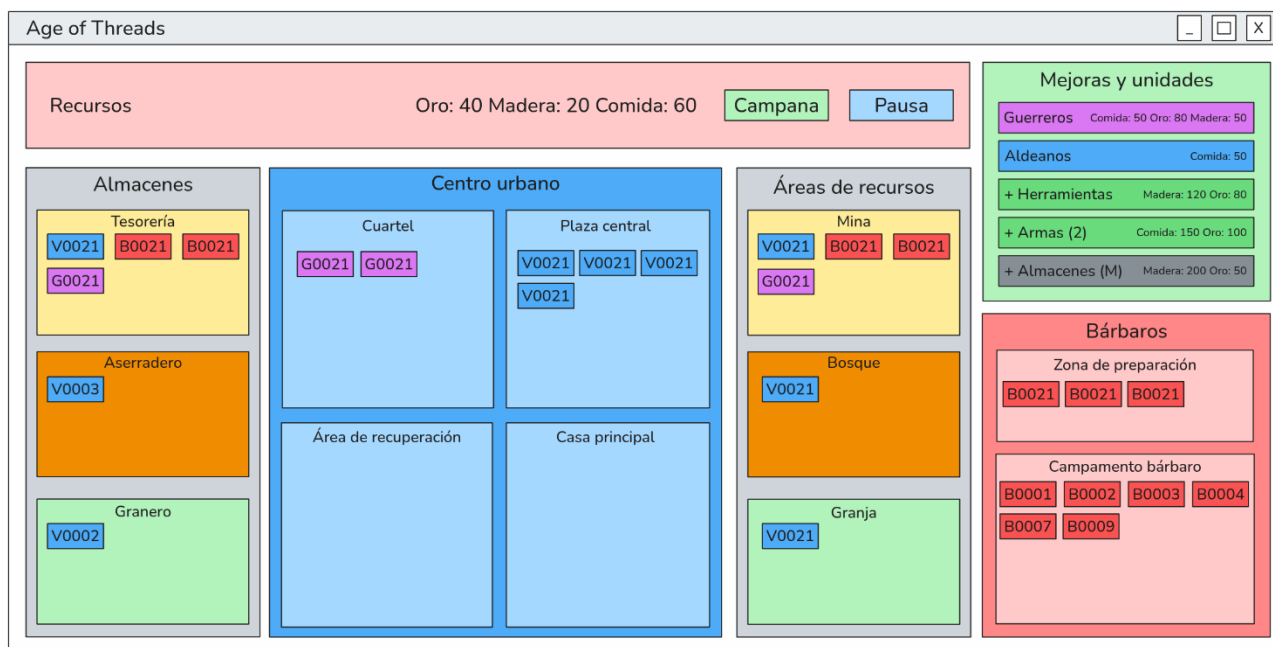 Age of Threads
_ X
Recursos Oro: 40 Madera: 20 Comida: 60 Campana Pausa
Almacenes
Tesorería
V0021 B0021 B0021
G0021
Aserradero
V0003
Granero
V0002
Centro urbano
Cuartel
G0021 G0021
Plaza central
V0021 V0021 V0021
V0021
Área de recuperación
Casa principal
Áreas de recursos
Mina
V0021 B0021 B0021
G0021
Bosque
V0021
Granja
V0021
Mejoras y unidades
Guerreros Comida: 50 Oro: 80 Madera: 50
Aldeanos Comida: 50
+ Herramientas Madera: 120 Oro: 80
+ Armas (2) Comida: 150 Oro: 100
+ Almacenes (M) Madera: 200 Oro: 50
Bárbaros
Zona de preparación
B0021 B0021 B0021
Campamento bárbaro
B0001 B0002 B0003 B0004
B0007 B0009